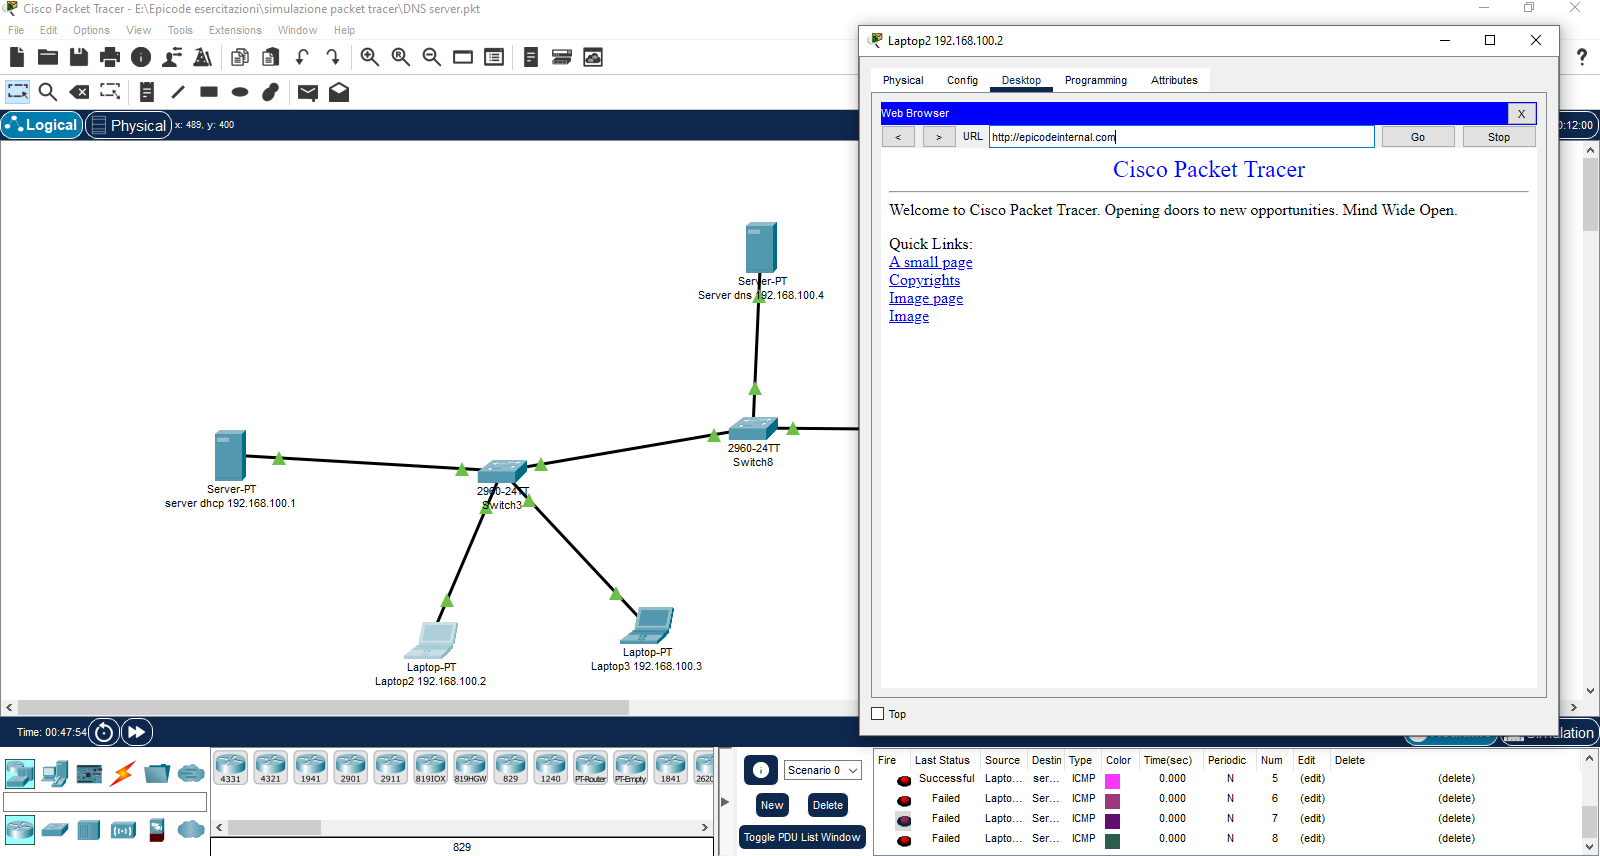 Cisco Packet Tracer - E:\Epicode esercitazioni\simulazione packet tracer\DNS server.pkt
File Edit Options View Tools Extensions Window Help
?
Logical Physical x: 489, y: 400
:12:00
Server-PT
Server dns 192.168.100.4
2960-24TT
Switch8
Server-PT
server dhcp 192.168.100.1
2960-24TT
Switch3
Laptop-PT
Laptop2 192.168.100.2
Laptop-PT
Laptop3 192.168.100.3
Laptop2 192.168.100.2
Physical Config Desktop Programming Attributes
Web Browser X
< > URL http://epicodeinternal.com Go Stop
Cisco Packet Tracer
Welcome to Cisco Packet Tracer. Opening doors to new opportunities. Mind Wide Open.
Quick Links:
A small page
Copyrights
Image page
Image
Top
Time: 00:47:54
Simulation
4331 4321 1941 2901 2911 819IOX 819HGW 829 1240 PT-Router PT-Empty 1841 2620
829
Scenario 0
New Delete
Toggle PDU List Window
Fire Last Status Source Destin Type Color Time(sec) Periodic Num Edit Delete
Successful Lapto... ser... ICMP 0.000 N 5 (edit) (delete)
Failed Lapto... Ser... ICMP 0.000 N 6 (edit) (delete)
Failed Lapto... Ser... ICMP 0.000 N 7 (edit) (delete)
Failed Lapto... Ser... ICMP 0.000 N 8 (edit) (delete)